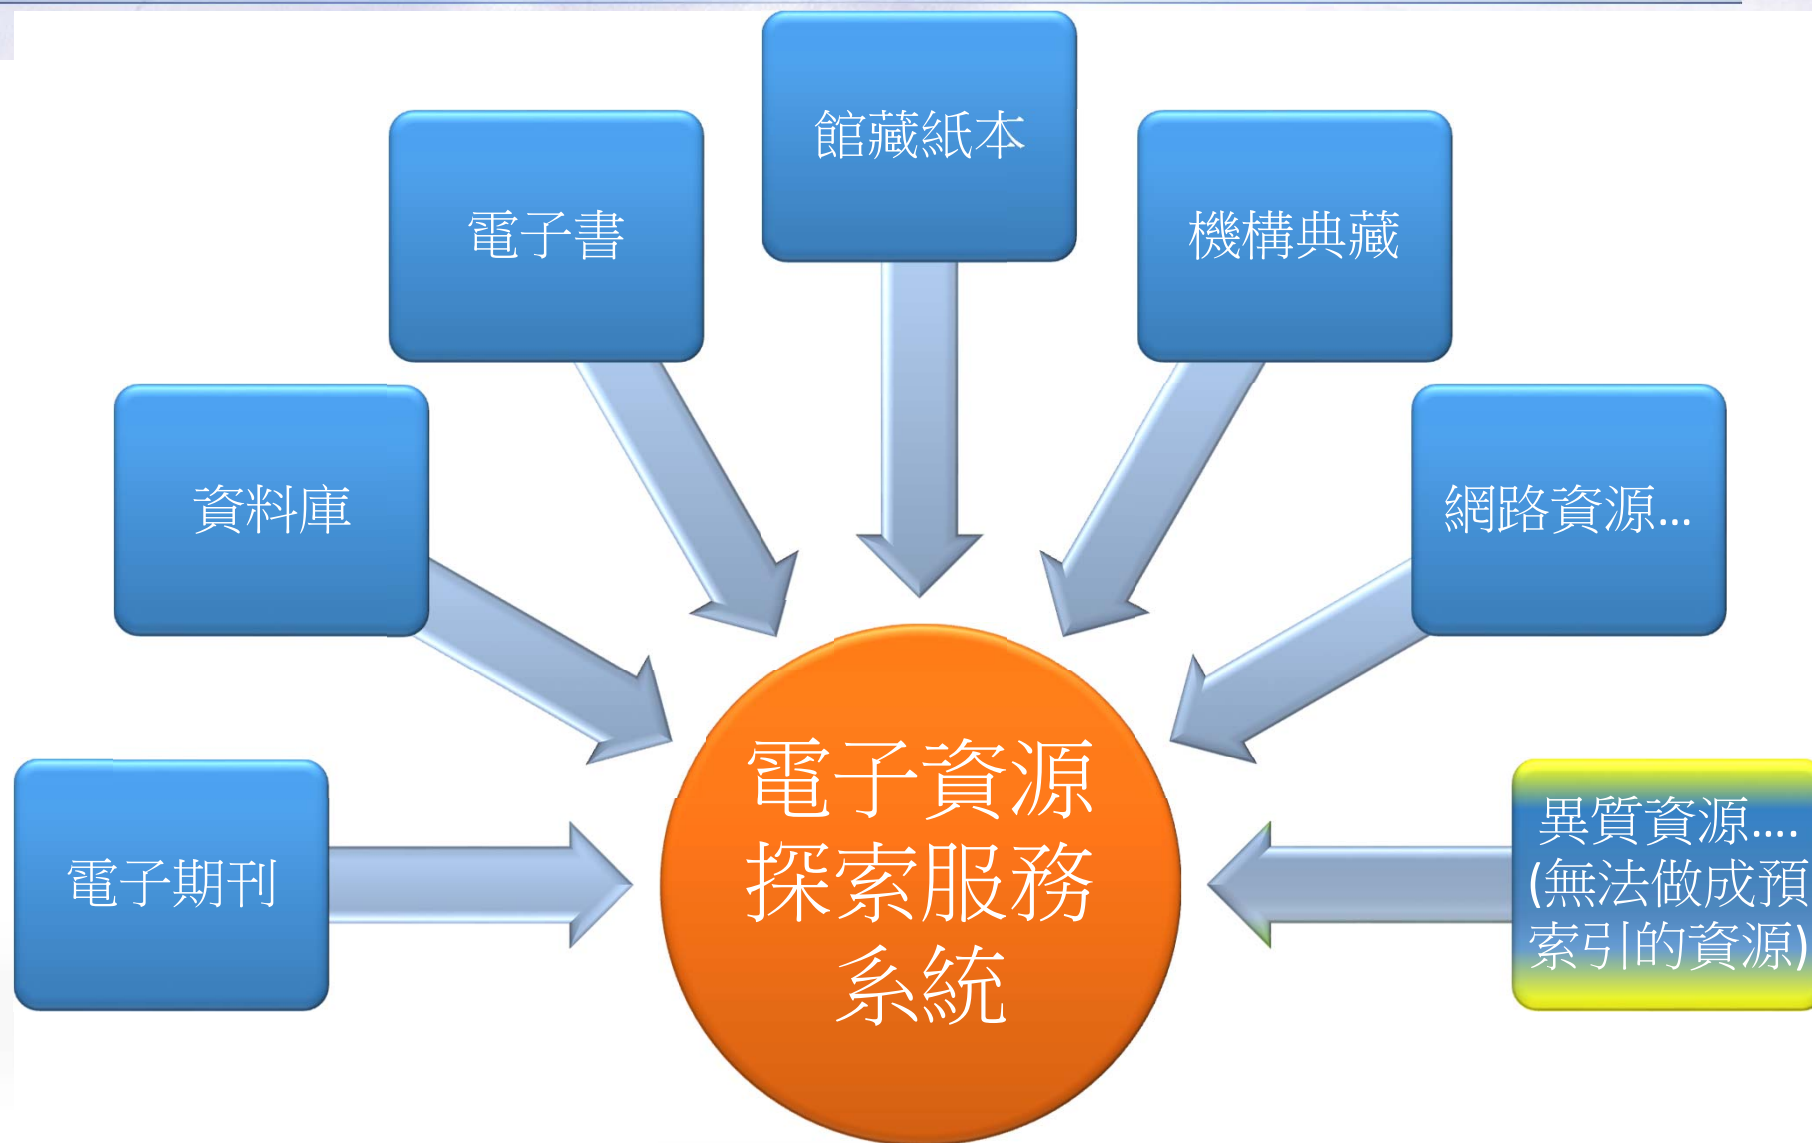 館藏紙本
電子書
機構典藏
資料庫
網路資源...
電子期刊
電子資源
探索服務
系統
異質資源....
(無法做成預
索引的資源)